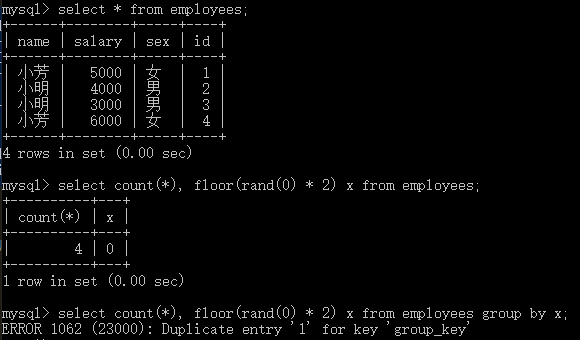 mysql> select * from employees;
+------+--------+-----+----+
| name | salary | sex | id |
+------+--------+-----+----+
| 小芳 | 5000 | 女 | 1 |
| 小明 | 4000 | 男 | 2 |
| 小明 | 3000 | 男 | 3 |
| 小芳 | 6000 | 女 | 4 |
+------+--------+-----+----+
4 rows in set (0.00 sec)
mysql> select count(*), floor(rand(0) * 2) x from employees;
+----------+---+
| count(*) | x |
+----------+---+
| 4 | 0 |
+----------+---+
1 row in set (0.00 sec)
mysql> select count(*), floor(rand(0) * 2) x from employees group by x;
ERROR 1062 (23000): Duplicate entry '1' for key 'group_key'